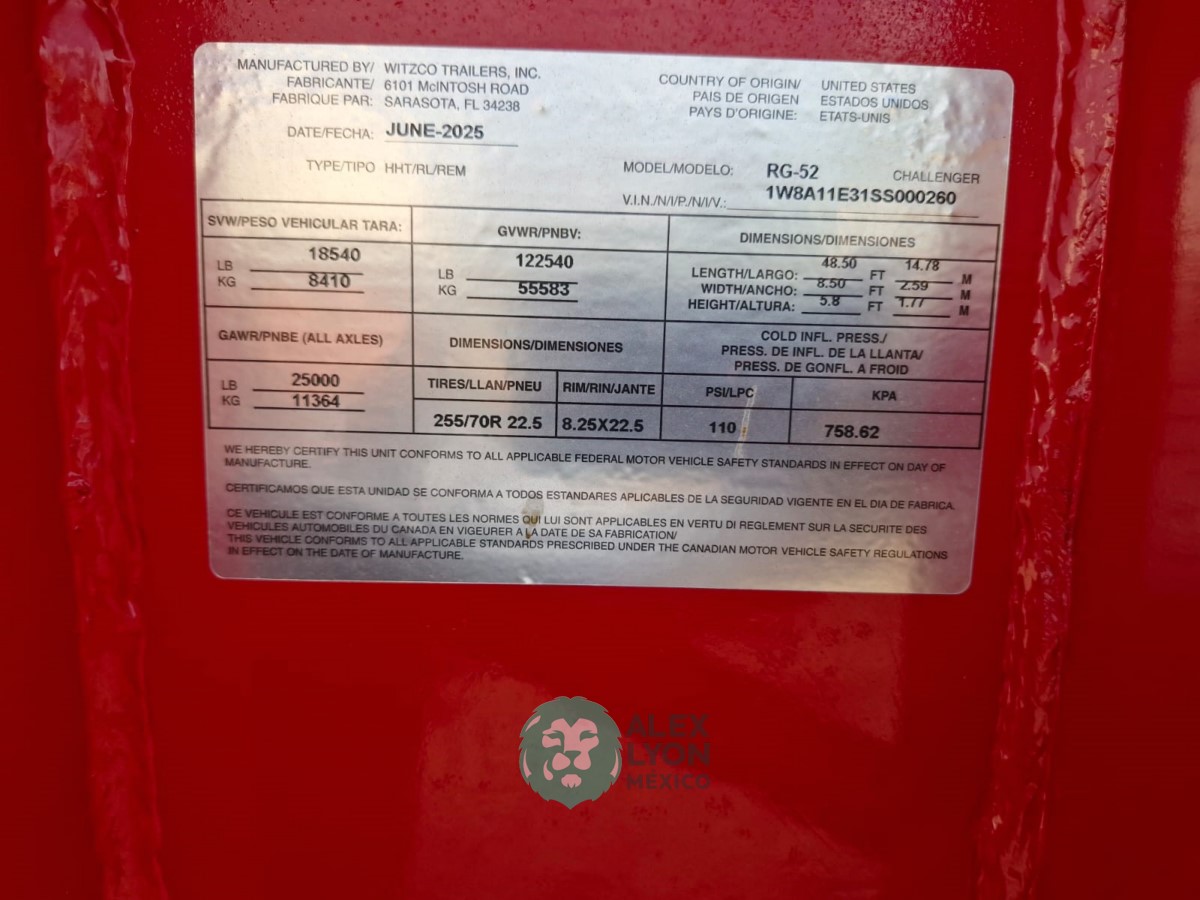 MANUFACTURED BY/ WITZCO TRAILERS, INC.
FABRICANTE/ 6101 McINTOSH ROAD
FABRIQUE PAR: SARASOTA, FL 34238
COUNTRY OF ORIGIN/ UNITED STATES
PAIS DE ORIGEN ESTADOS UNIDOS
PAYS D'ORIGINE: ETATS-UNIS
DATE/FECHA: JUNE-2025
TYPE/TIPO HHT/RL/REM
MODEL/MODELO: RG-52 CHALLENGER
V.I.N./N/I/P./N/I/V.: 1W8A11E31SS000260
SVW/PESO VEHICULAR TARA:
LB 18540
KG 8410
GVWR/PNBV:
LB 122540
KG 55583
DIMENSIONS/DIMENSIONES
LENGTH/LARGO: 48.50 FT 14.78 M
WIDTH/ANCHO: 8.50 FT 2.59 M
HEIGHT/ALTURA: 5.8 FT 1.77 M
GAWR/PNBE (ALL AXLES)
LB 25000
KG 11364
DIMENSIONS/DIMENSIONES
TIRES/LLAN/PNEU RIM/RIN/JANTE
255/70R 22.5 8.25X22.5
COLD INFL. PRESS./
PRESS. DE INFL. DE LA LLANTA/
PRESS. DE GONFL. A FROID
PSI/LPC KPA
110 758.62
WE HEREBY CERTIFY THIS UNIT CONFORMS TO ALL APPLICABLE FEDERAL MOTOR VEHICLE SAFETY STANDARDS IN EFFECT ON DAY OF
MANUFACTURE.
CERTIFICAMOS QUE ESTA UNIDAD SE CONFORMA A TODOS ESTANDARES APLICABLES DE LA SEGURIDAD VIGENTE EN EL DIA DE FABRICA.
CE VEHICULE EST CONFORME A TOUTES LES NORMES QUI LUI SONT APPLICABLES EN VERTU DI REGLEMENT SUR LA SECURITE DES
VEHICULES AUTOMOBILES DU CANADA EN VIGEURER A LA DATE DE SA FABRICATION/
THIS VEHICLE CONFORMS TO ALL APPLICABLE STANDARDS PRESCRIBED UNDER THE CANADIAN MOTOR VEHICLE SAFETY REGULATIONS
IN EFFECT ON THE DATE OF MANUFACTURE.
ALEX
LYON
MÉXICO